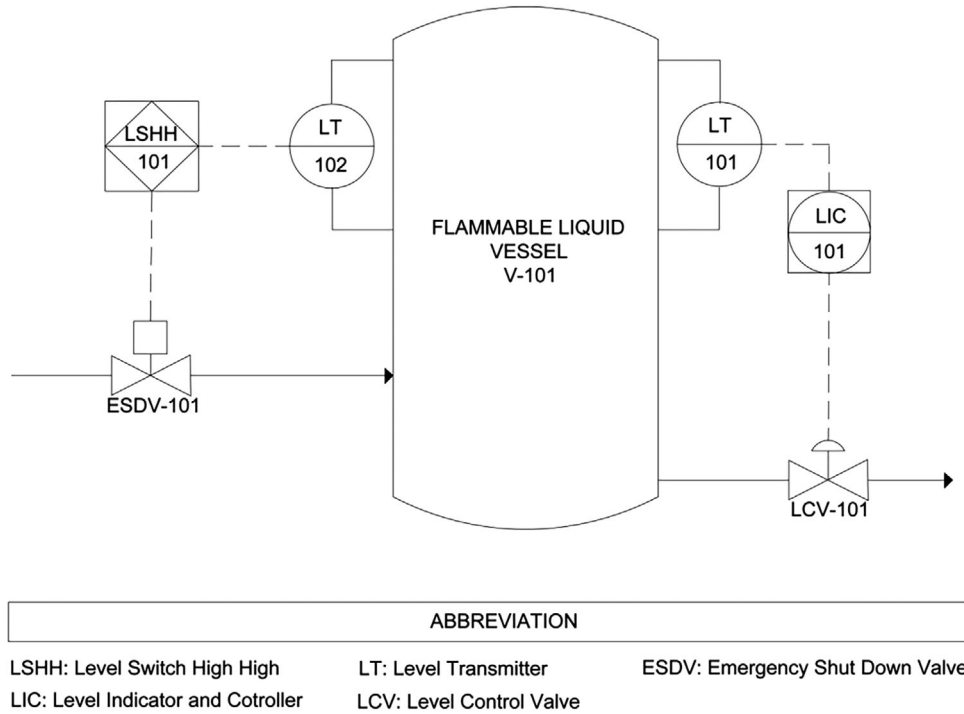 LSHH
101
LT
102
LT
101
LIC
101
FLAMMABLE LIQUID
VESSEL
V-101
ESDV-101
LCV-101
ABBREVIATION
LSHH: Level Switch High High
LT: Level Transmitter
ESDV: Emergency Shut Down Valve
LIC: Level Indicator and Cotroller
LCV: Level Control Valve